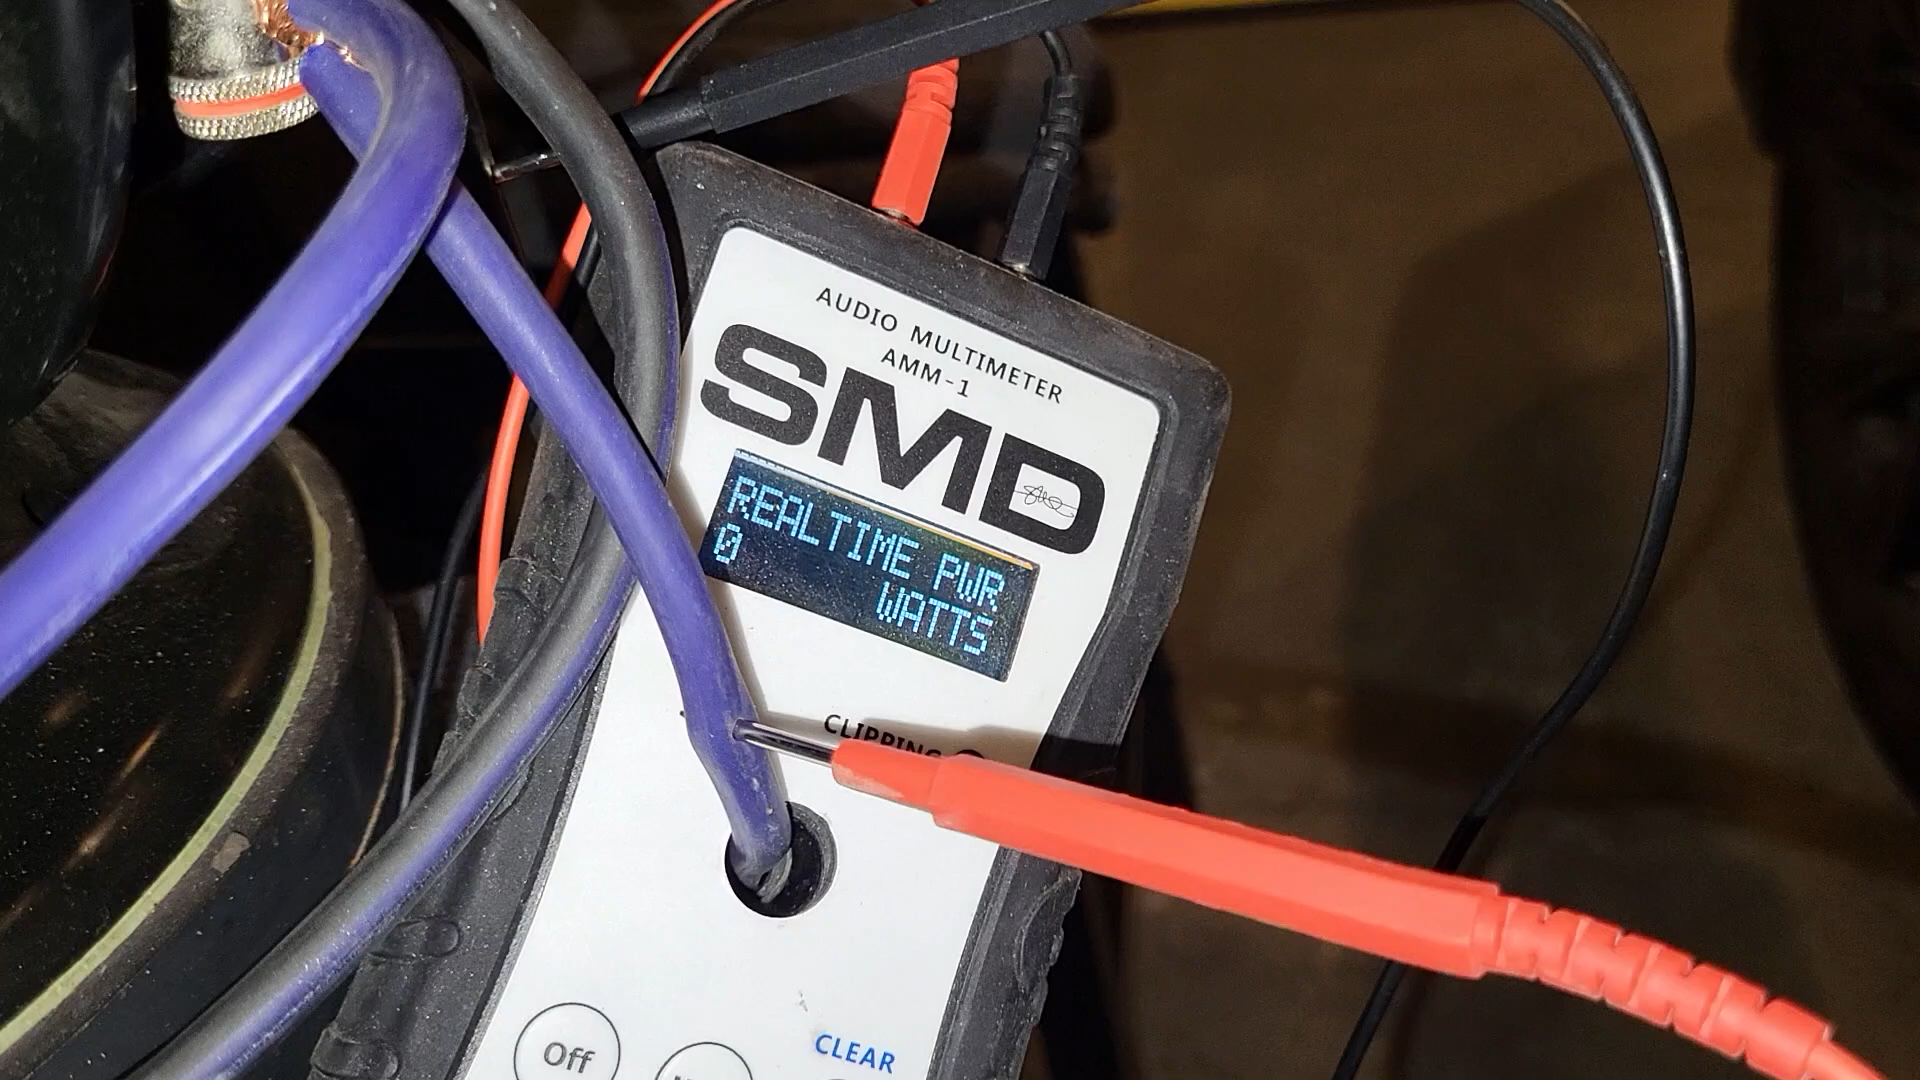 AUDIO MULTIMETER
AMM-1
SMD
REALTIME PWR
0 WATTS
CLIPPING
Off
CLEAR